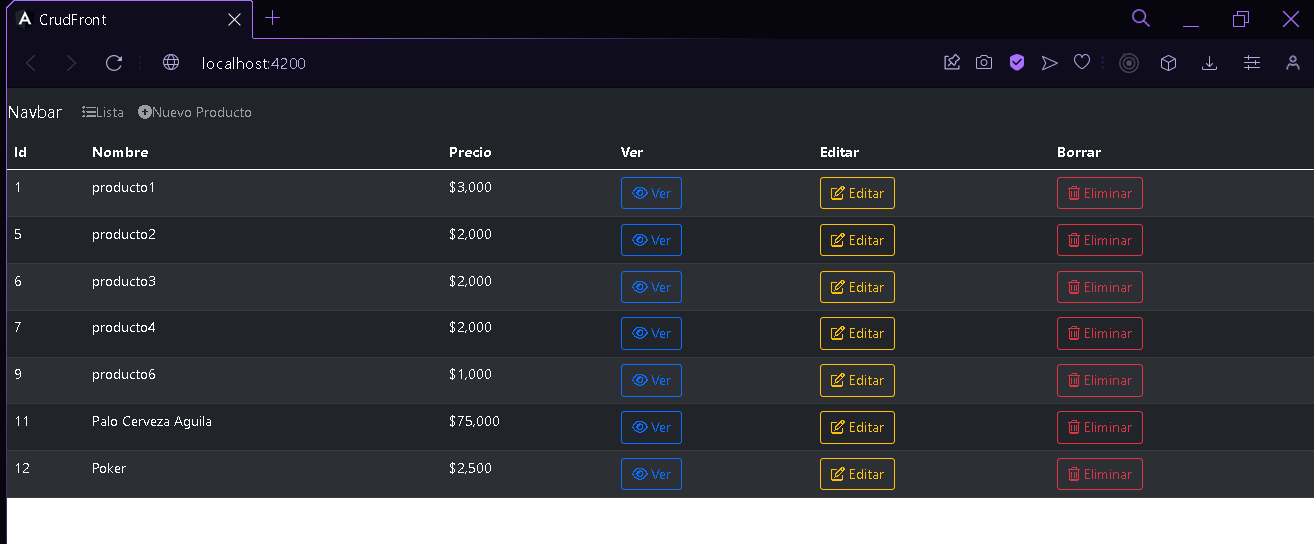 CrudFront
localhost:4200
Navbar Lista Nuevo Producto
Id Nombre Precio Ver Editar Borrar
1 producto1 $3,000 Ver Editar Eliminar
5 producto2 $2,000 Ver Editar Eliminar
6 producto3 $2,000 Ver Editar Eliminar
7 producto4 $2,000 Ver Editar Eliminar
9 producto6 $1,000 Ver Editar Eliminar
11 Palo Cerveza Aguila $75,000 Ver Editar Eliminar
12 Poker $2,500 Ver Editar Eliminar